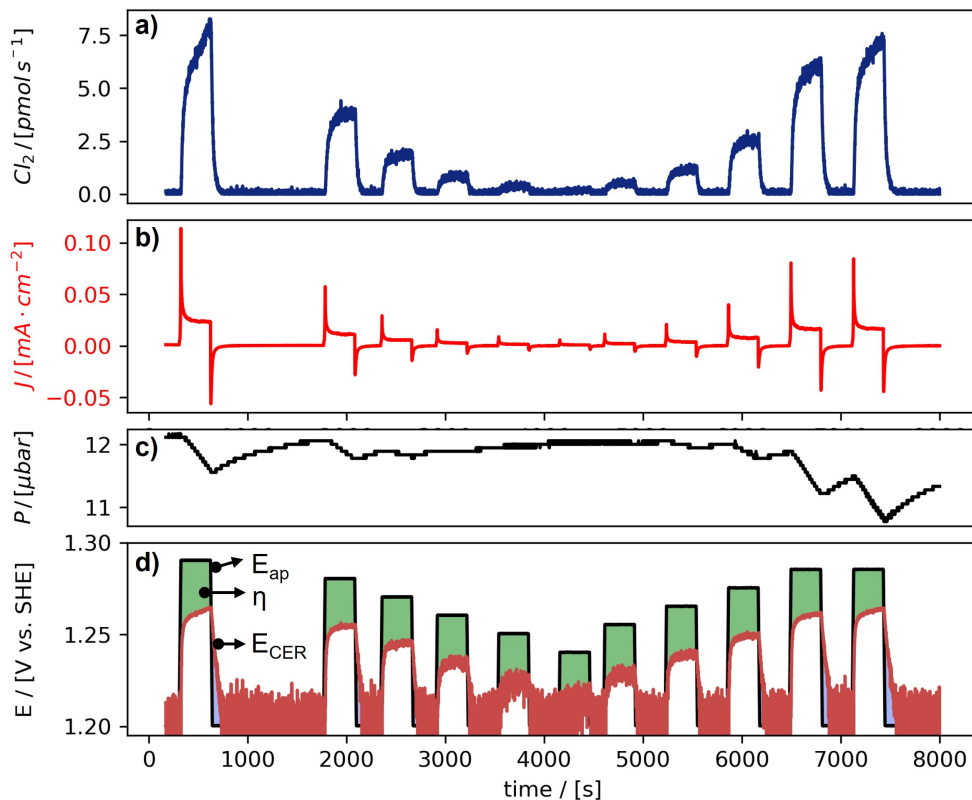 a)
7.5
5.0
2.5
0.0
Cl₂ / [pmol s⁻¹]
b)
0.10
0.05
0.00
−0.05
J / [mA · cm⁻²]
c)
12
11
P / [μbar]
d)
1.30
1.25
1.20
E / [V vs. SHE]
E_ap
η
E_CER
0 1000 2000 3000 4000 5000 6000 7000 8000
time / [s]